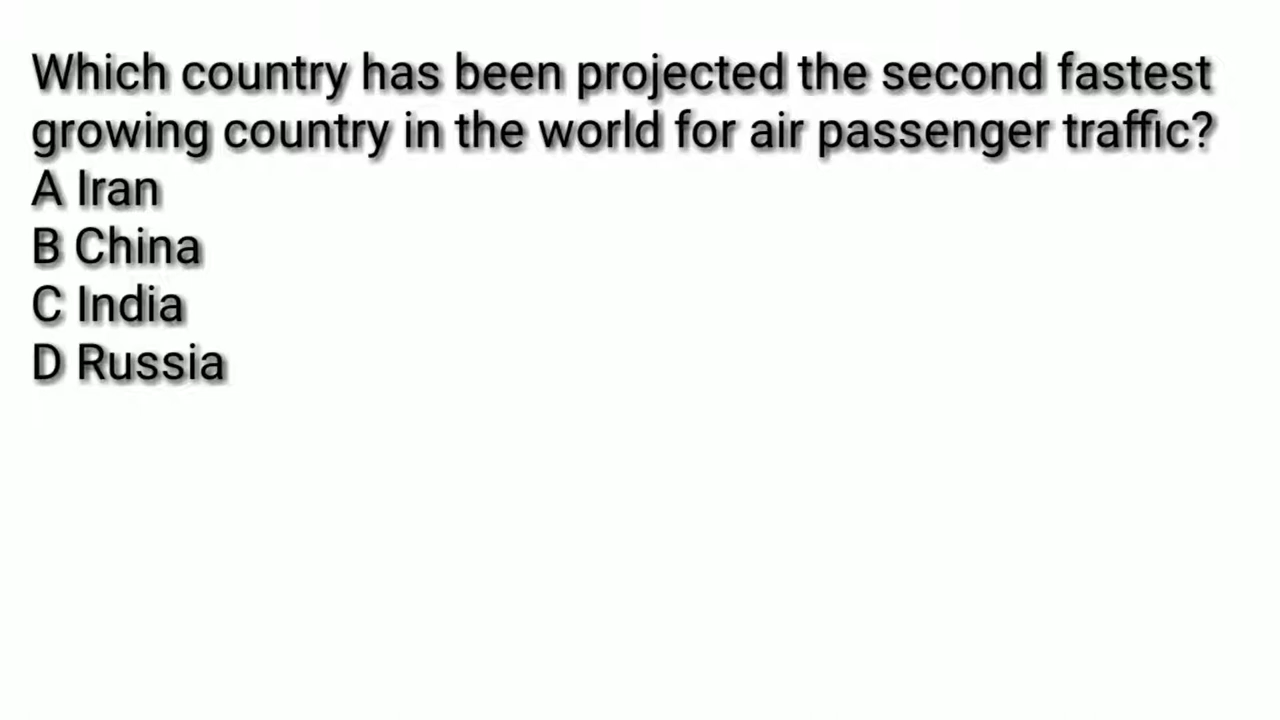 Which country has been projected the second fastest
growing country in the world for air passenger traffic?
A Iran
B China
C India
D Russia